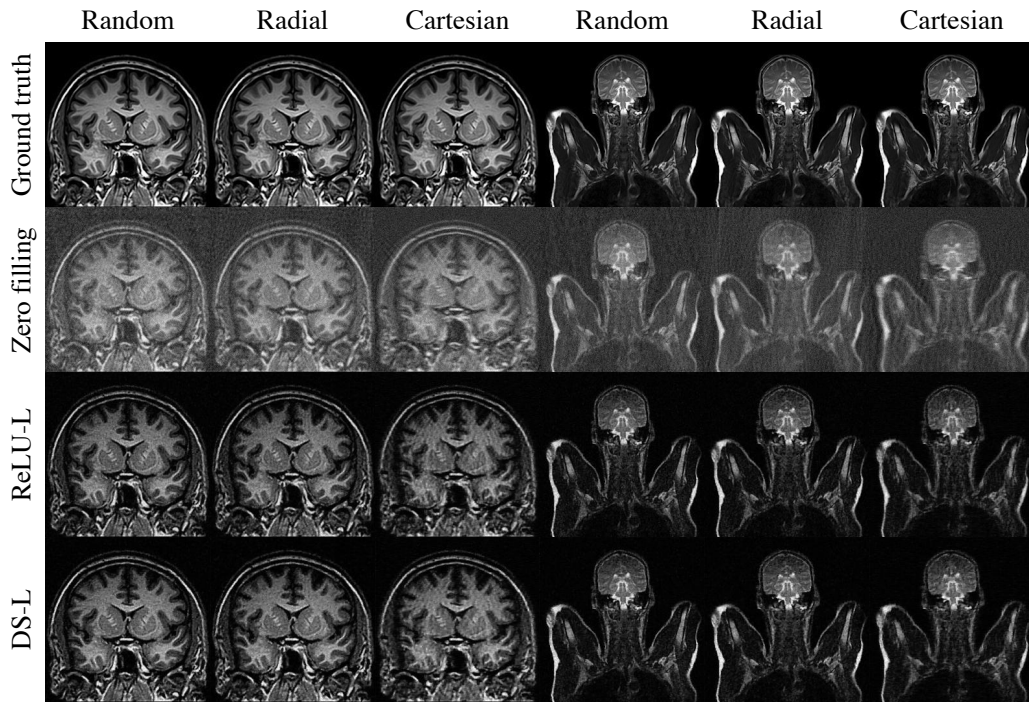 Random Radial Cartesian Random Radial Cartesian
Ground truth
Zero filling
ReLU-L
DS-L